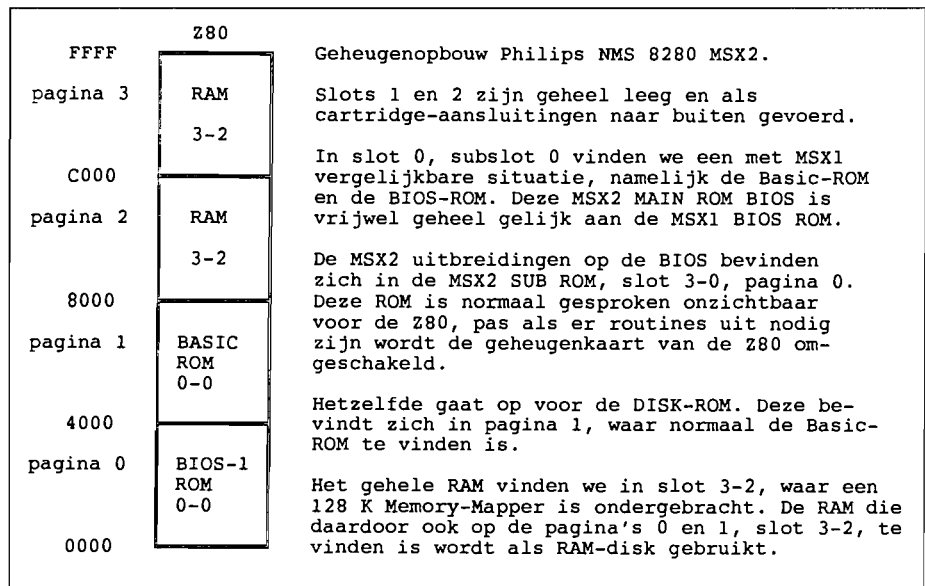 Z80
FFFF
pagina 3
RAM
3-2
C000
pagina 2
RAM
3-2
8000
pagina 1
BASIC
ROM
0-0
4000
pagina 0
BIOS-1
ROM
0-0
0000
Geheugenopbouw Philips NMS 8280 MSX2.
Slots 1 en 2 zijn geheel leeg en als
cartridge-aansluitingen naar buiten gevoerd.
In slot 0, subslot 0 vinden we een met MSX1
vergelijkbare situatie, namelijk de Basic-ROM
en de BIOS-ROM. Deze MSX2 MAIN ROM BIOS is
vrijwel geheel gelijk aan de MSX1 BIOS ROM.
De MSX2 uitbreidingen op de BIOS bevinden
zich in de MSX2 SUB ROM, slot 3-0, pagina 0.
Deze ROM is normaal gesproken onzichtbaar
voor de Z80, pas als er routines uit nodig
zijn wordt de geheugenkaart van de Z80 om-
geschakeld.
Hetzelfde gaat op voor de DISK-ROM. Deze be-
vindt zich in pagina 1, waar normaal de Basic-
ROM te vinden is.
Het gehele RAM vinden we in slot 3-2, waar een
128 K Memory-Mapper is ondergebracht. De RAM die
daardoor ook op de pagina's 0 en 1, slot 3-2, te
vinden is wordt als RAM-disk gebruikt.